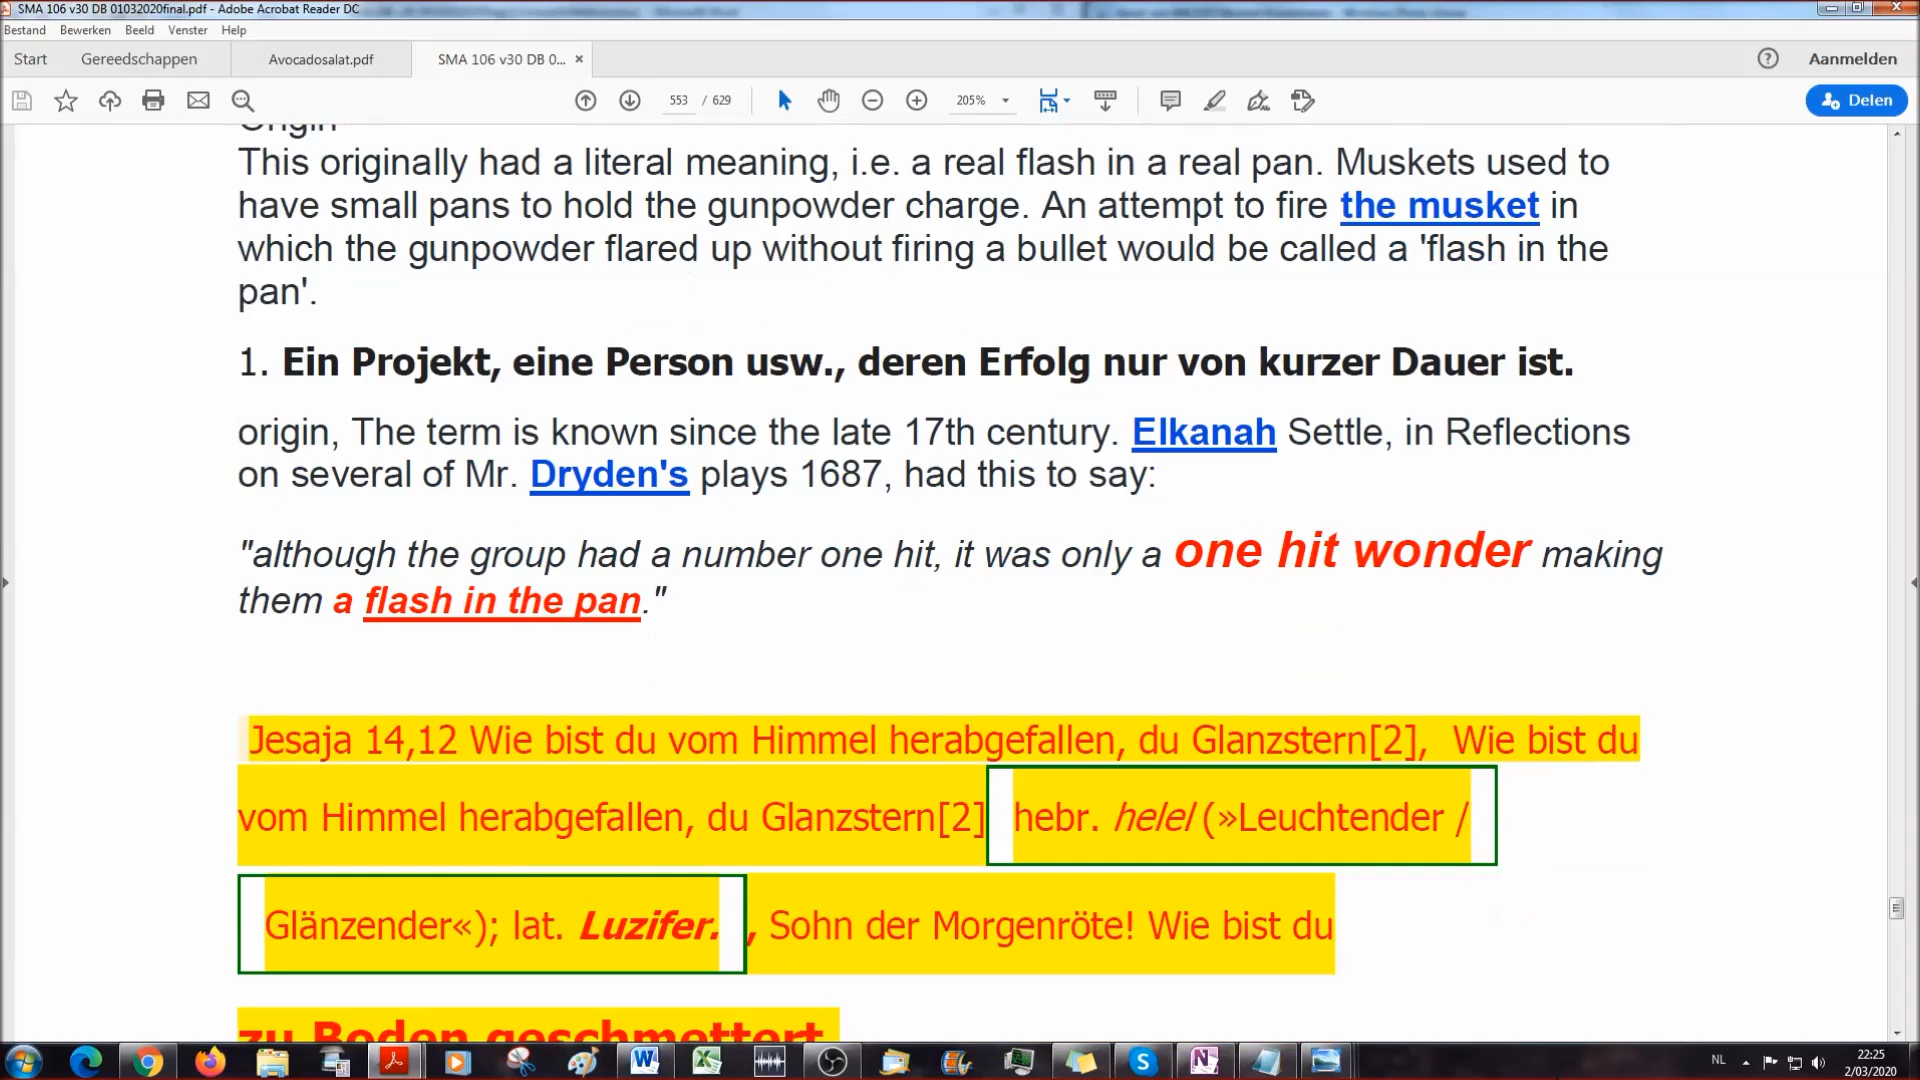 SMA 106 v30 DB 01032020final.pdf - Adobe Acrobat Reader DC
Bestand Bewerken Beeld Venster Help
Start Gereedschappen Avocadosalat.pdf SMA 106 v30 DB 0... × ? Aanmelden
553 / 629 205% Delen
Origin
This originally had a literal meaning, i.e. a real flash in a real pan. Muskets used to
have small pans to hold the gunpowder charge. An attempt to fire the musket in
which the gunpowder flared up without firing a bullet would be called a 'flash in the
pan'.
1. Ein Projekt, eine Person usw., deren Erfolg nur von kurzer Dauer ist.
origin, The term is known since the late 17th century. Elkanah Settle, in Reflections
on several of Mr. Dryden's plays 1687, had this to say:
"although the group had a number one hit, it was only a one hit wonder making
them a flash in the pan."
Jesaja 14,12 Wie bist du vom Himmel herabgefallen, du Glanzstern[2], Wie bist du
vom Himmel herabgefallen, du Glanzstern[2] hebr. helel (»Leuchtender /
Glänzender«); lat. Luzifer. , Sohn der Morgenröte! Wie bist du
zu Boden geschmettert
NL 22:25
2/03/2020